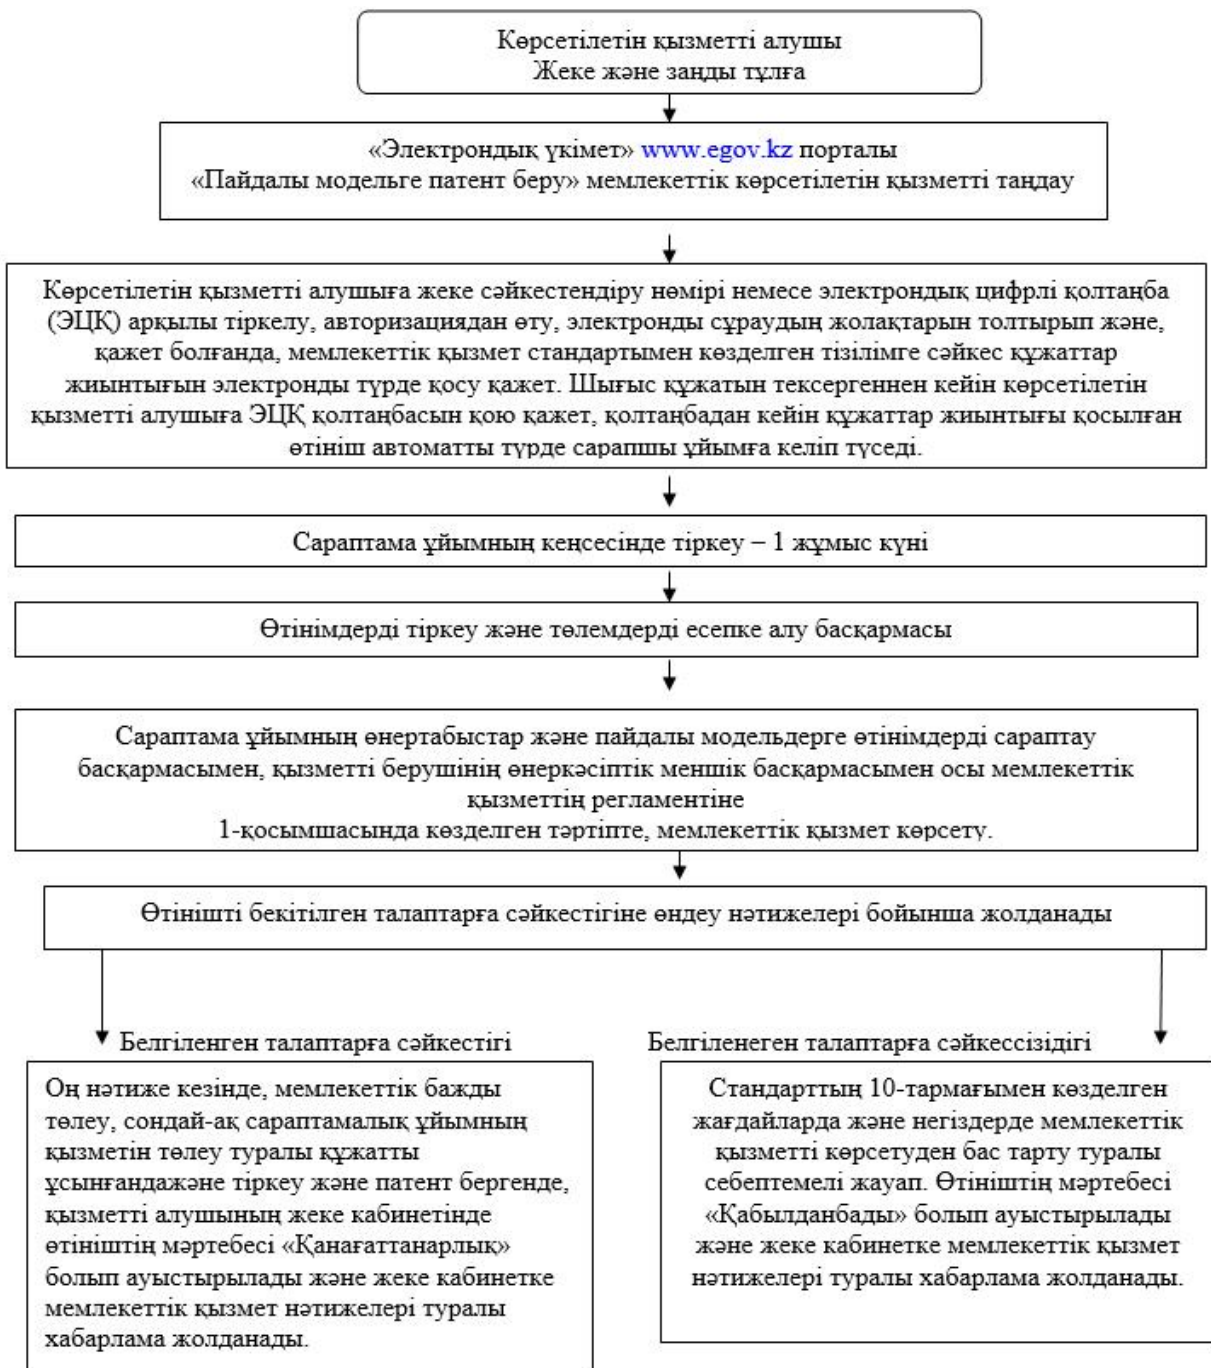 Көрсетілетін қызметті алушы
Жеке және заңды тұлға
«Электрондық үкімет» www.egov.kz порталы
«Пайдалы модельге патент беру» мемлекеттік көрсетілетін қызметті таңдау
Көрсетілетін қызметті алушыға жеке сәйкестендіру нөмірі немесе электрондық цифрлі қолтаңба
(ЭЦҚ) арқылы тіркелу, авторизациядан өту, электронды сұраудың жолақтарын толтырып және,
қажет болғанда, мемлекеттік қызмет стандартымен көзделген тізілімге сәйкес құжаттар
жиынтығын электронды түрде қосу қажет. Шығыс құжатын тексергеннен кейін көрсетілетін
қызметті алушыға ЭЦҚ қолтаңбасын қою қажет, қолтаңбадан кейін құжаттар жиынтығы қосылған
өтініш автоматты түрде сарапшы ұйымға келіп түседі.
Сараптама ұйымның кеңсесінде тіркеу – 1 жұмыс күні
Өтінімдерді тіркеу және төлемдерді есепке алу басқармасы
Сараптама ұйымның өнертабыстар және пайдалы модельдерге өтінімдерді сараптау
басқармасымен, қызметті берушінің өнеркәсіптік меншік басқармасымен осы мемлекеттік
қызметтің регламентіне
1-қосымшасында көзделген тәртіпте, мемлекеттік қызмет көрсету.
Өтінішті бекітілген талаптарға сәйкестігіне өңдеу нәтижелері бойынша жолданады
Белгіленген талаптарға сәйкестігі
Оң нәтиже кезінде, мемлекеттік бажды
төлеу, сондай-ақ сараптамалық ұйымның
қызметін төлеу туралы құжатты
ұсынғандажәне тіркеу және патент бергенде,
қызметті алушының жеке кабинетінде
өтініштің мәртебесі «Қанағаттанарлық»
болып ауыстырылады және жеке кабинетке
мемлекеттік қызмет нәтижелері туралы
хабарлама жолданады.
Белгіленеген талаптарға сәйкессізідігі
Стандарттың 10-тармағымен көзделген
жағдайларда және негіздерде мемлекеттік
қызметті көрсетуден бас тарту туралы
себептемелі жауап. Өтініштің мәртебесі
«Қабылданбады» болып ауыстырылады
және жеке кабинетке мемлекеттік қызмет
нәтижелері туралы хабарлама жолданады.